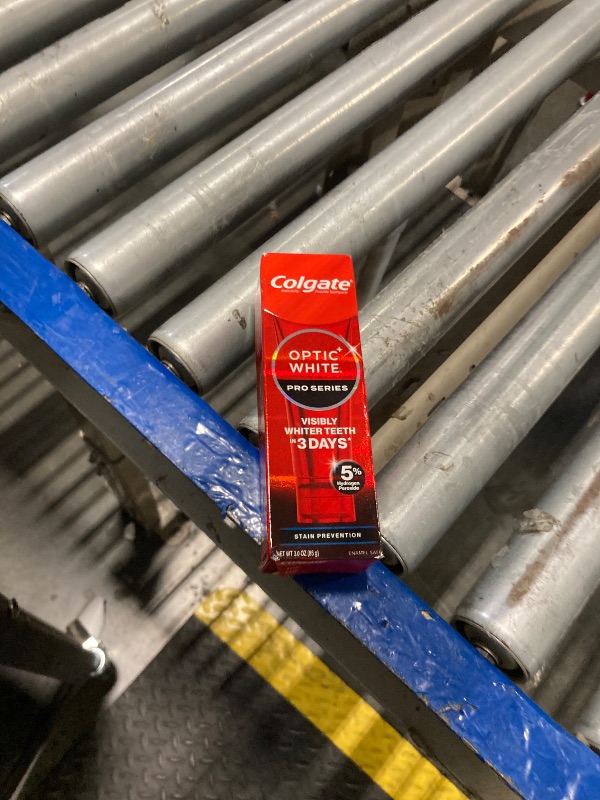 Colgate
OPTIC
WHITE.
PRO SERIES
VISIBLY
WHITER TEETH
IN 3 DAYS*
5%
Hydrogen
Peroxide
STAIN PREVENTION
NET WT 3.0 OZ (85 g) ENAMEL SAFE